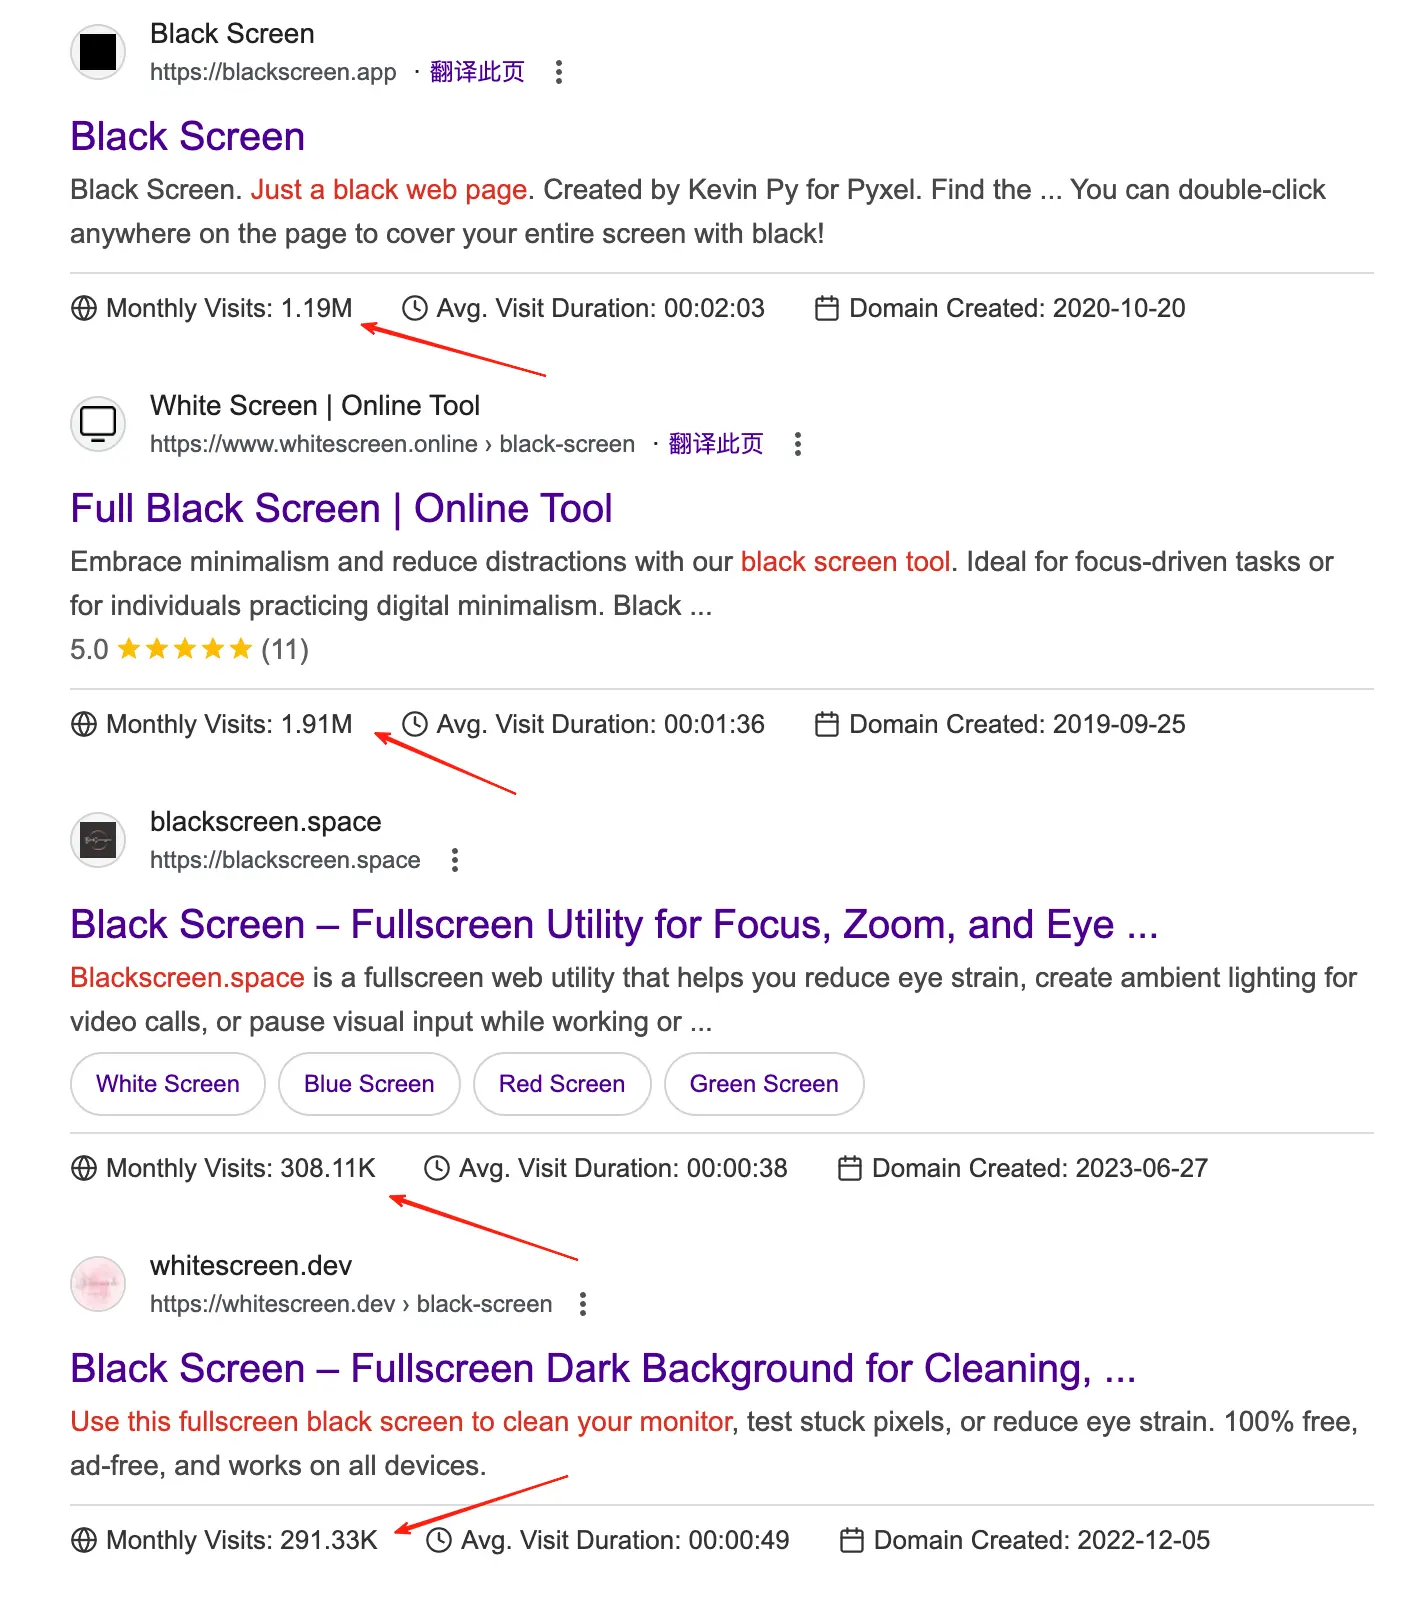 Black Screen
https://blackscreen.app · 翻译此页
Black Screen
Black Screen. Just a black web page. Created by Kevin Py for Pyxel. Find the ... You can double-click
anywhere on the page to cover your entire screen with black!
Monthly Visits: 1.19M Avg. Visit Duration: 00:02:03 Domain Created: 2020-10-20
White Screen | Online Tool
https://www.whitescreen.online › black-screen · 翻译此页
Full Black Screen | Online Tool
Embrace minimalism and reduce distractions with our black screen tool. Ideal for focus-driven tasks or
for individuals practicing digital minimalism. Black ...
5.0 ★★★★★ (11)
Monthly Visits: 1.91M Avg. Visit Duration: 00:01:36 Domain Created: 2019-09-25
blackscreen.space
https://blackscreen.space
Black Screen – Fullscreen Utility for Focus, Zoom, and Eye ...
Blackscreen.space is a fullscreen web utility that helps you reduce eye strain, create ambient lighting for
video calls, or pause visual input while working or ...
White Screen Blue Screen Red Screen Green Screen
Monthly Visits: 308.11K Avg. Visit Duration: 00:00:38 Domain Created: 2023-06-27
whitescreen.dev
https://whitescreen.dev › black-screen
Black Screen – Fullscreen Dark Background for Cleaning, ...
Use this fullscreen black screen to clean your monitor, test stuck pixels, or reduce eye strain. 100% free,
ad-free, and works on all devices.
Monthly Visits: 291.33K Avg. Visit Duration: 00:00:49 Domain Created: 2022-12-05